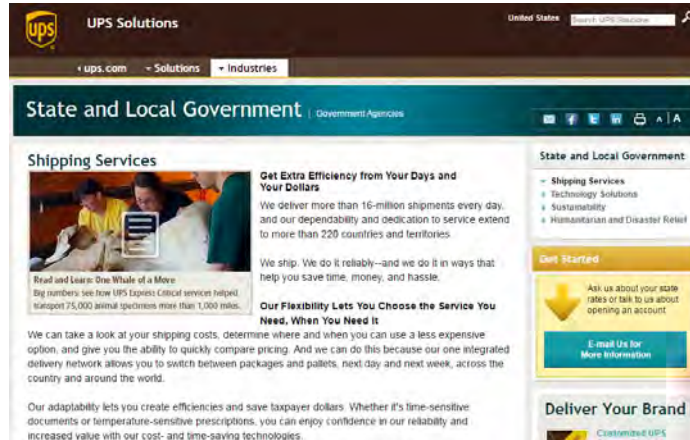 ups
UPS Solutions
United States
Search UPS Solutions
ups.com
Solutions
Industries
State and Local Government
Government Agencies
A | A
Shipping Services
Read and Learn: One Whale of a Move
Big numbers: see how UPS Express Critical services helped
transport 75,000 animal specimens more than 1,000 miles.
Get Extra Efficiency from Your Days and
Your Dollars
We deliver more than 16-million shipments every day,
and our dependability and dedication to service extend
to more than 220 countries and territories.
We ship. We do it reliably--and we do it in ways that
help you save time, money, and hassle.
Our Flexibility Lets You Choose the Service You
Need, When You Need It
We can take a look at your shipping costs, determine where and when you can use a less expensive
option, and give you the ability to quickly compare pricing. And we can do this because our one integrated
delivery network allows you to switch between packages and pallets, next day and next week, across the
country and around the world.
Our adaptability lets you create efficiencies and save taxpayer dollars. Whether it's time-sensitive
documents or temperature-sensitive prescriptions, you can enjoy confidence in our reliability and
increased value with our cost- and time-saving technologies.
State and Local Government
Shipping Services
Technology Solutions
Sustainability
Humanitarian and Disaster Relief
Get Started
Ask us about your state
rates or talk to us about
opening an account
E-mail Us for
More Information
Deliver Your Brand
Customized UPS